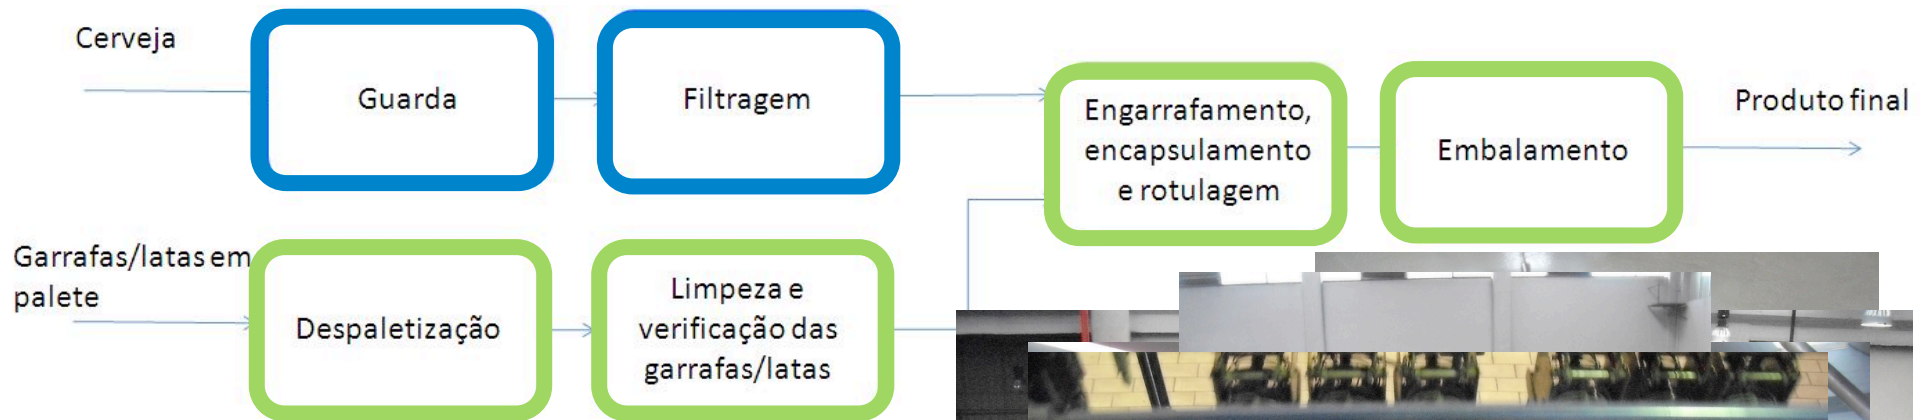 Cerveja
Guarda
Filtragem
Engarrafamento,
encapsulamento
e rotulagem
Embalamento
Produto final
Garrafas/latas em
palete
Despaletização
Limpeza e
verificação das
garrafas/latas